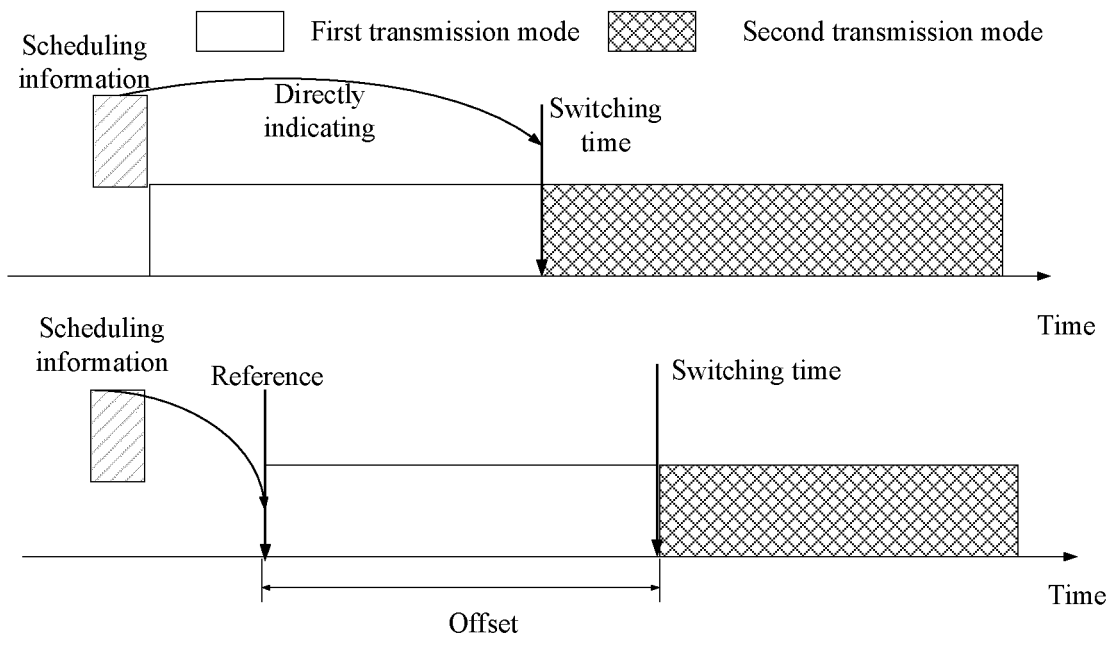 First transmission mode
Second transmission mode
Scheduling
information
Directly
indicating
Switching
time
Time
Scheduling
information
Reference
Switching time
Time
Offset